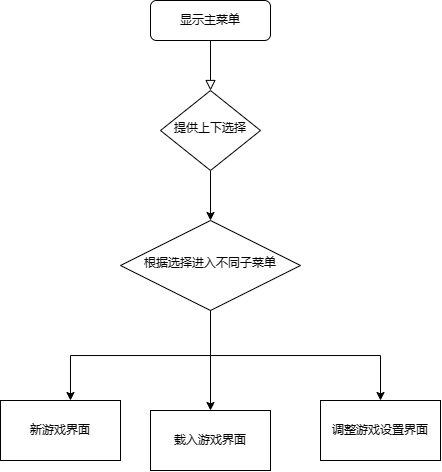 显示主菜单
提供上下选择
根据选择进入不同子菜单
新游戏界面
载入游戏界面
调整游戏设置界面